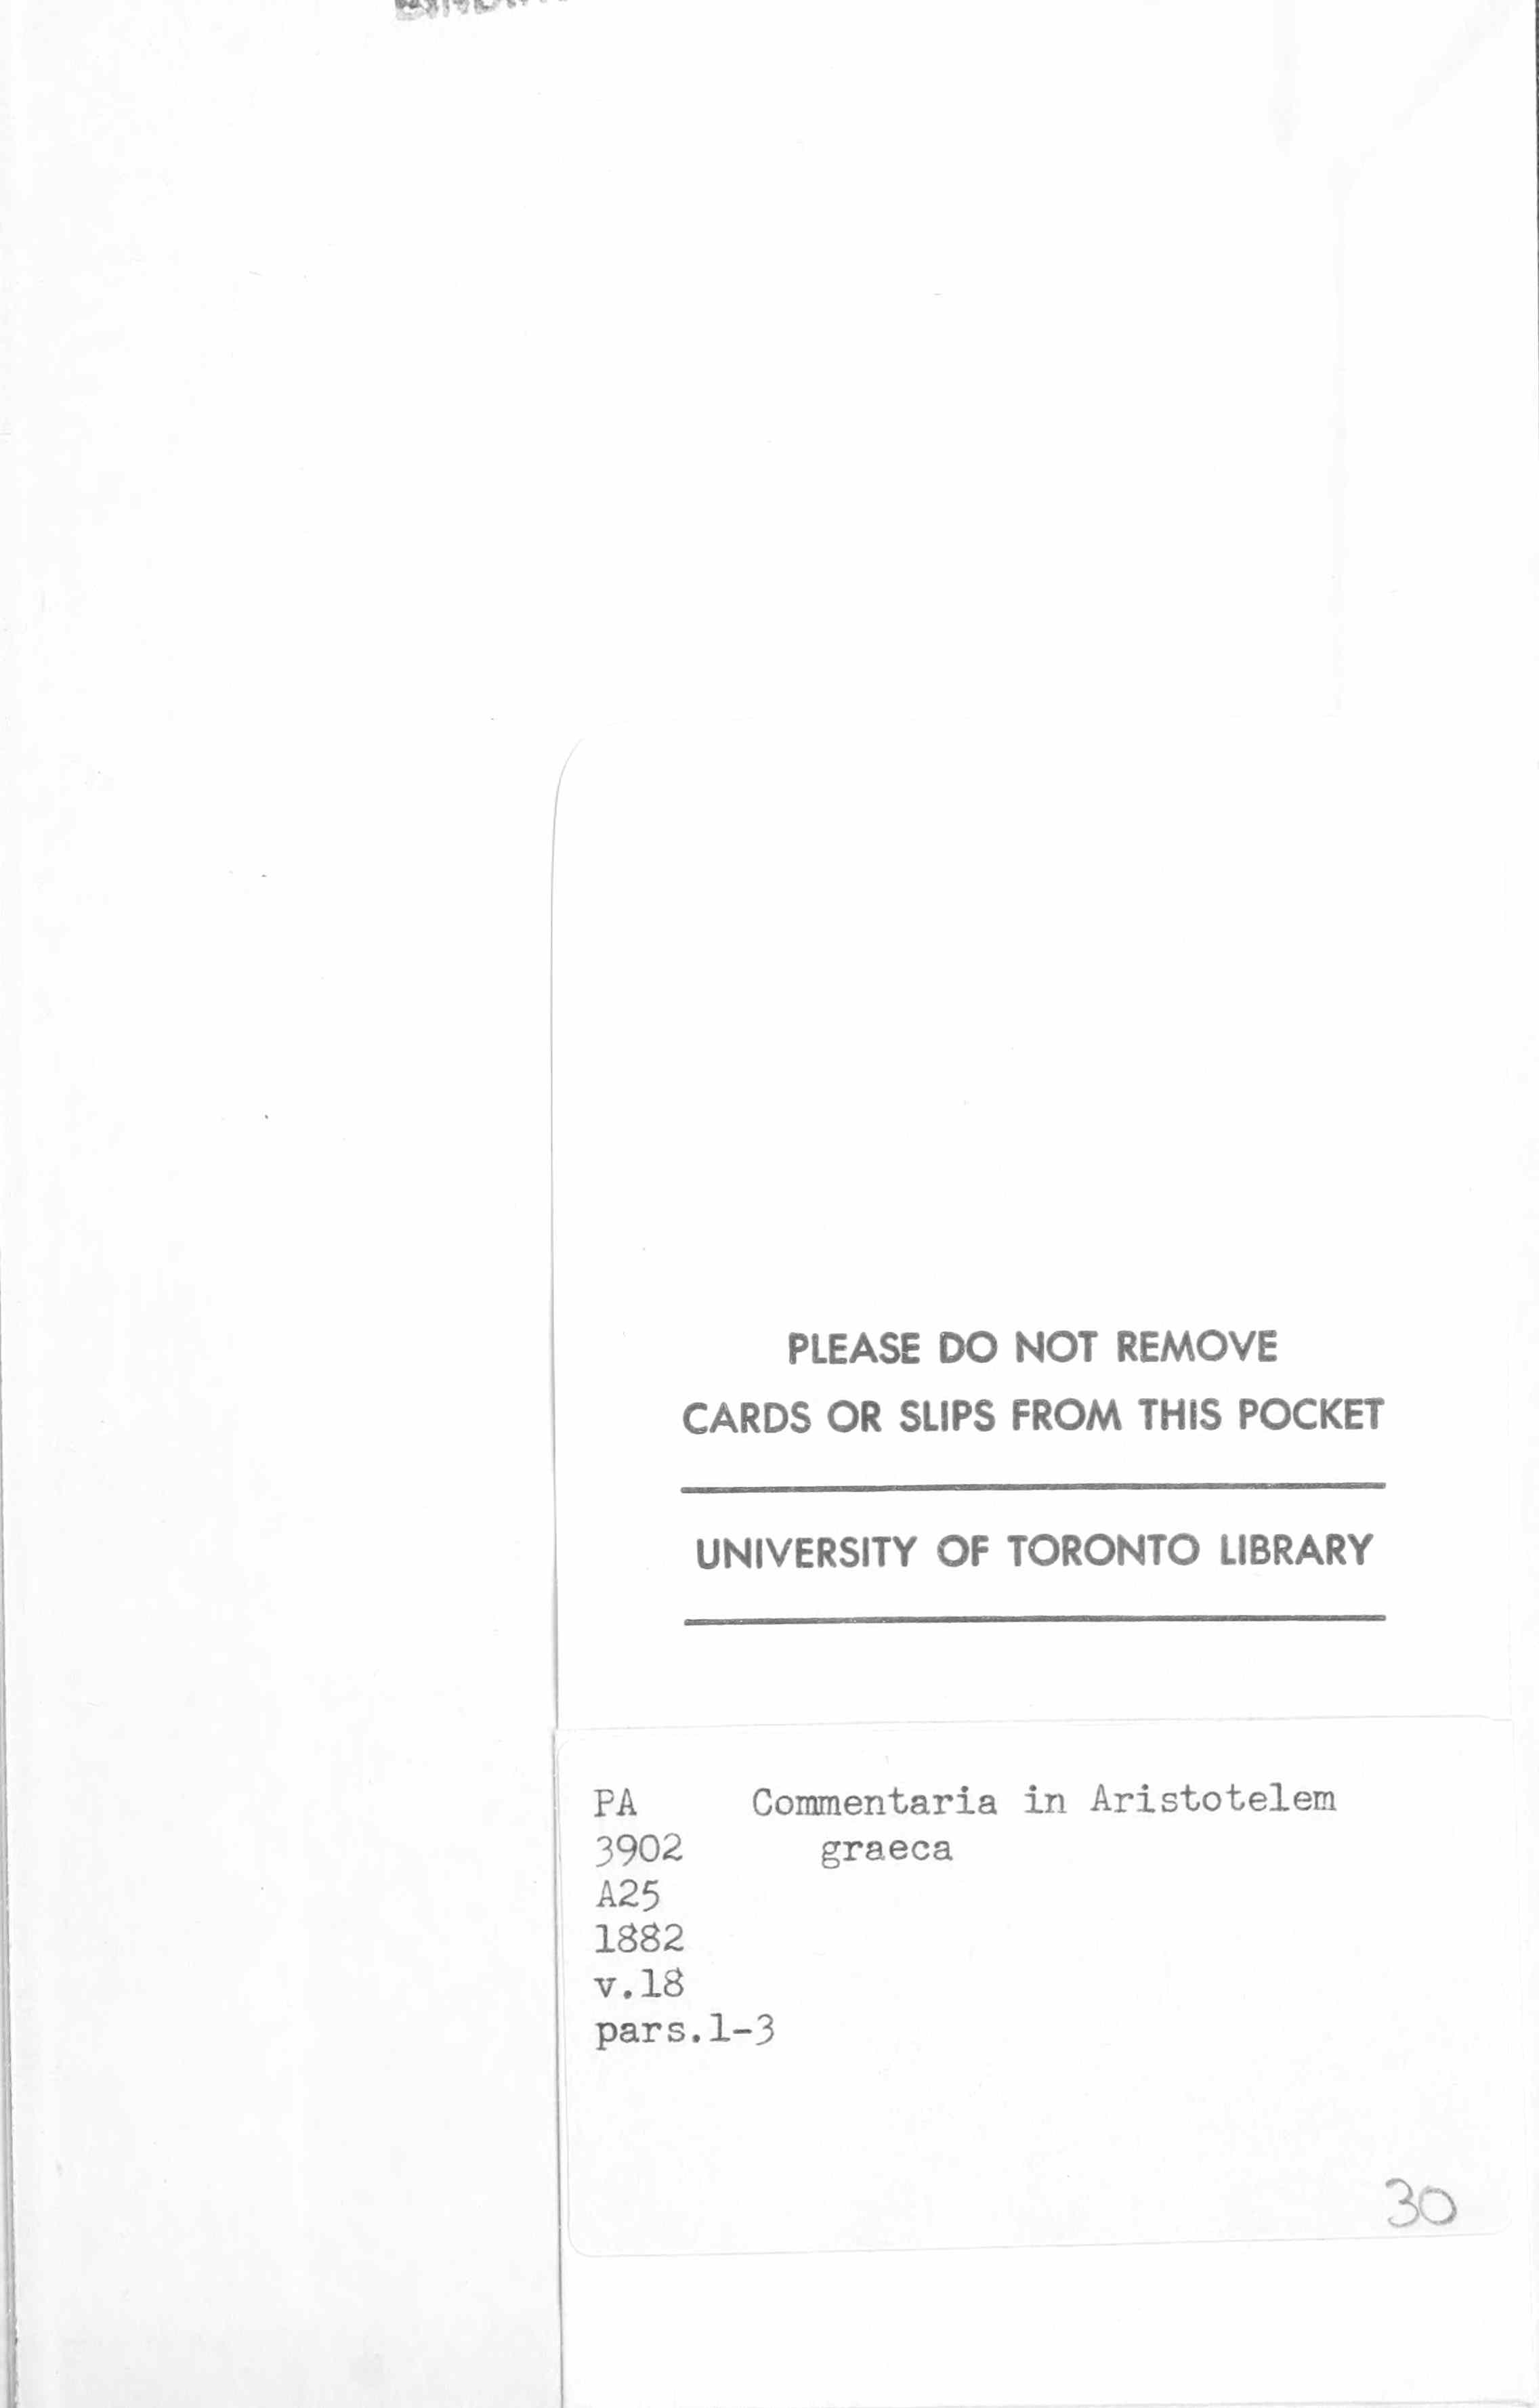 PLEASE DO NOT REMOVE
CARDS OR SLIPS FROM THIS POCKET
UNIVERSITY OF TORONTO LIBRARY
PA Commentaria in Aristotelem
3902 graeca
A25
1882
v.18
pars.1-3
30